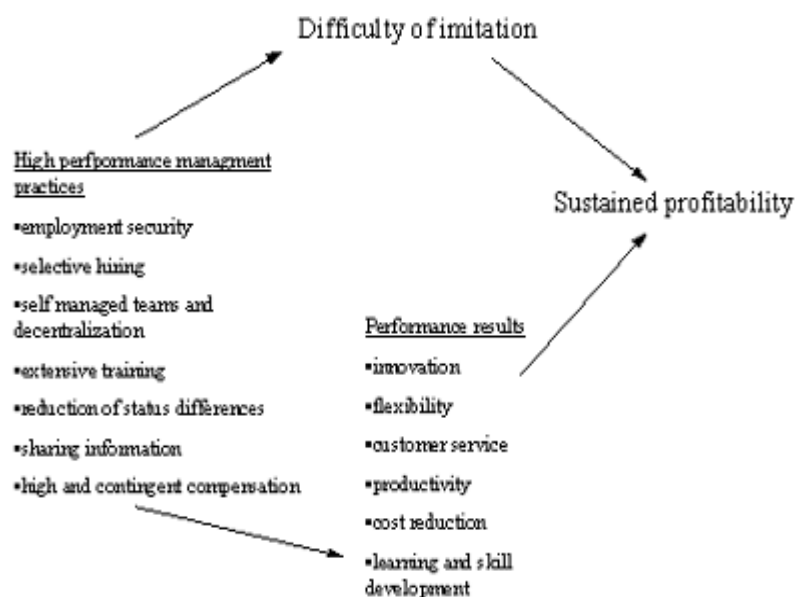 Difficulty of imitation
High perfpormance managment
practices
▪employment security
▪selective hiring
▪self managed teams and
decentralization
▪extensive training
▪reduction of status differences
▪sharing information
▪high and contingent compensation
Sustained profitability
Performance results
▪innovation
▪flexibility
▪customer service
▪productivity
▪cost reduction
▪learning and skill
development